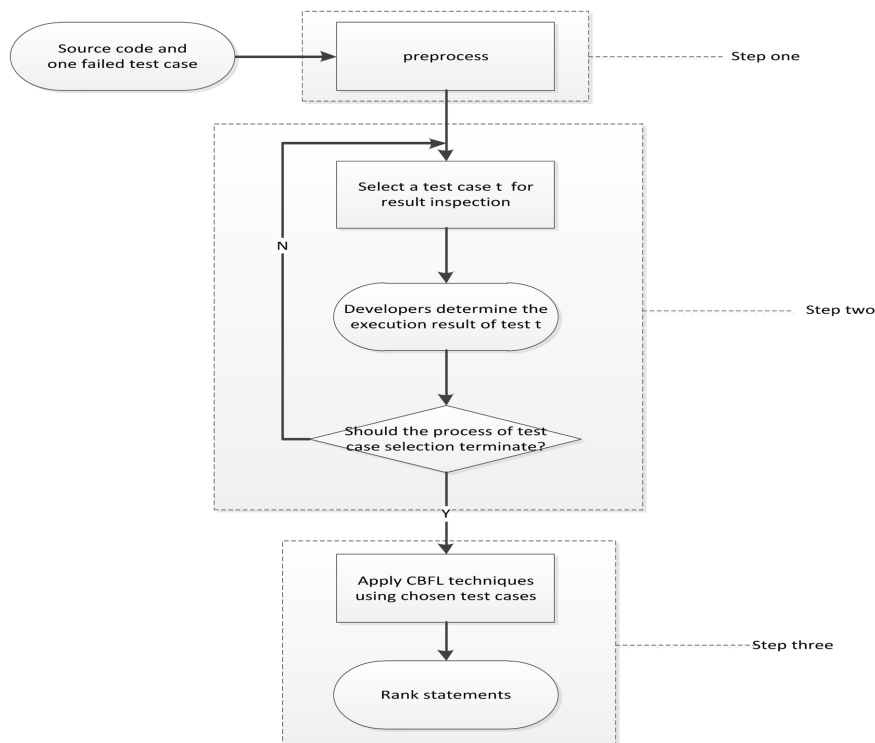 Source code and
one failed test case
preprocess
Step one
Select a test case t for
result inspection
N
Developers determine the
execution result of test t
Step two
Should the process of test
case selection terminate?
Y
Apply CBFL techniques
using chosen test cases
Step three
Rank statements